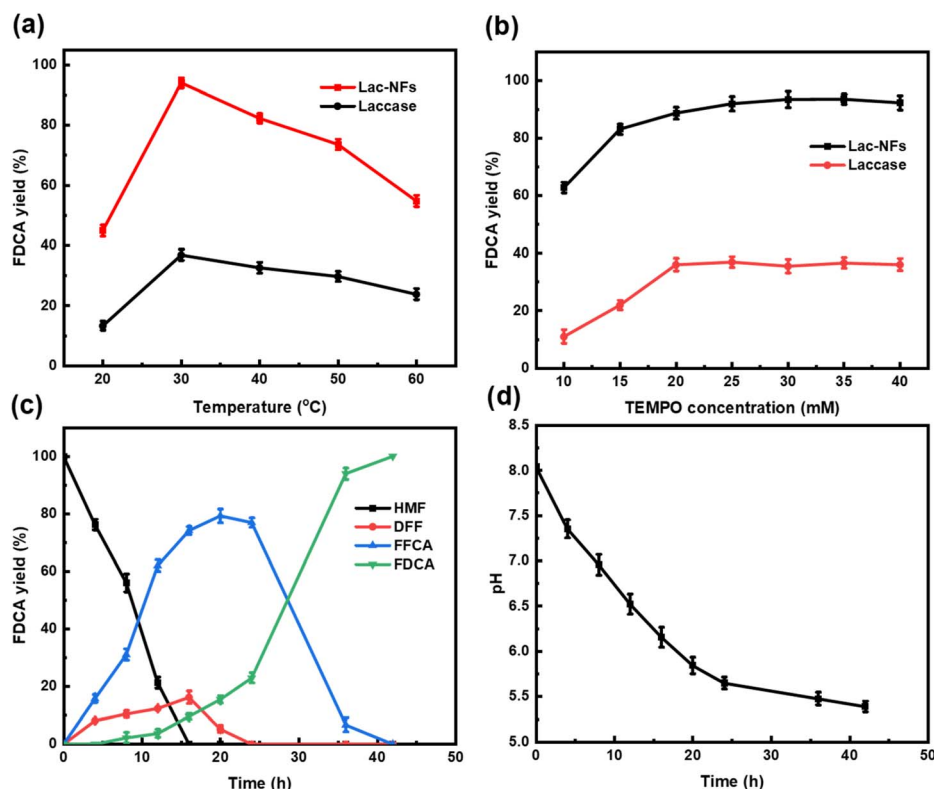 (a)
100
80
60
40
20
0
FDCA yield (%)
Lac-NFs
Laccase
20 30 40 50 60
Temperature (°C)
(b)
100
80
60
40
20
0
FDCA yield (%)
Lac-NFs
Laccase
10 15 20 25 30 35 40
TEMPO concentration (mM)
(c)
100
80
60
40
20
0
FDCA yield (%)
HMF
DFF
FFCA
FDCA
0 10 20 30 40 50
Time (h)
(d)
8.5
8.0
7.5
7.0
6.5
6.0
5.5
5.0
pH
0 10 20 30 40 50
Time (h)